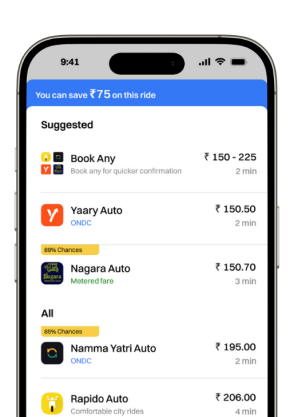 9:41
You can save ₹75 on this ride
Suggested
Book Any
₹ 150 - 225
Book any for quicker confirmation
2 min
Yaary Auto
₹ 150.50
ONDC
2 min
69% Chances
Nagara Auto
₹ 150.70
Metered fare
3 min
All
85% Chances
Namma Yatri Auto
₹ 195.00
ONDC
2 min
Rapido Auto
₹ 206.00
Comfortable city rides
4 min